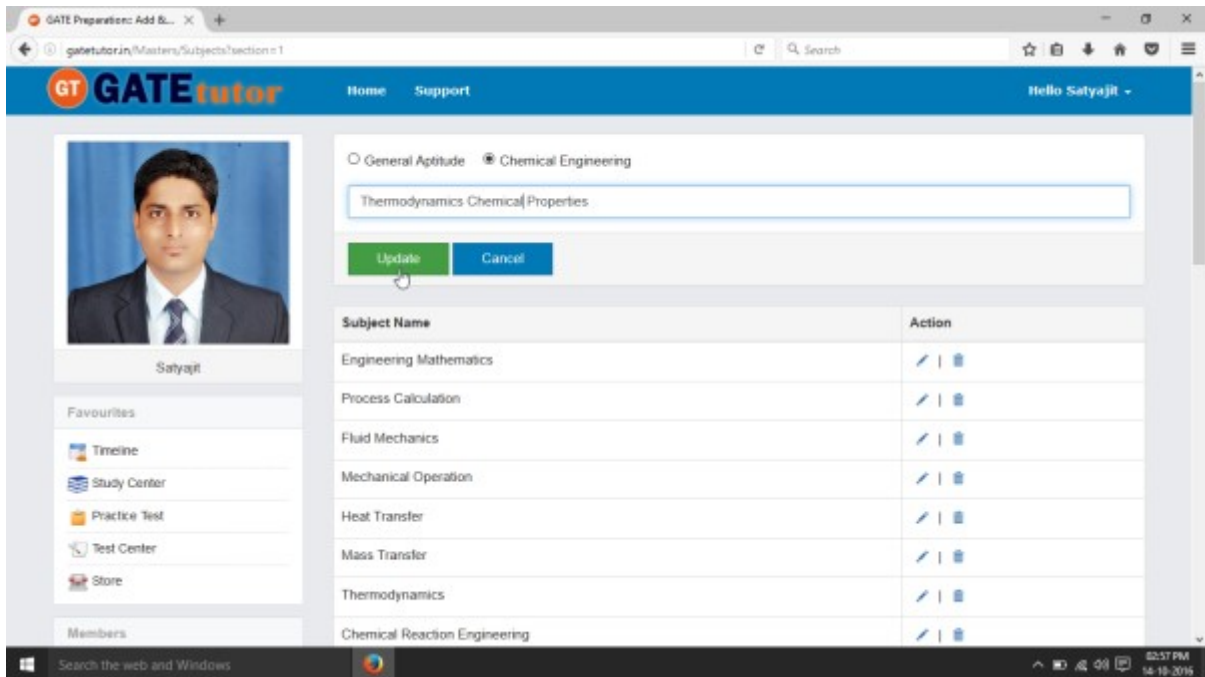 GATE Preparation: Add &...
gatetutor.in/Masters/Subjects?section=1
Search
GT GATEtutor
Home Support
Hello Satyajit
General Aptitude Chemical Engineering
Thermodynamics Chemical Properties
Update Cancel
Satyajit
Favourites
Timeline
Study Center
Practice Test
Test Center
Store
Members
Subject Name Action
Engineering Mathematics
Process Calculation
Fluid Mechanics
Mechanical Operation
Heat Transfer
Mass Transfer
Thermodynamics
Chemical Reaction Engineering
Search the web and Windows
02:57 PM
14-10-2016